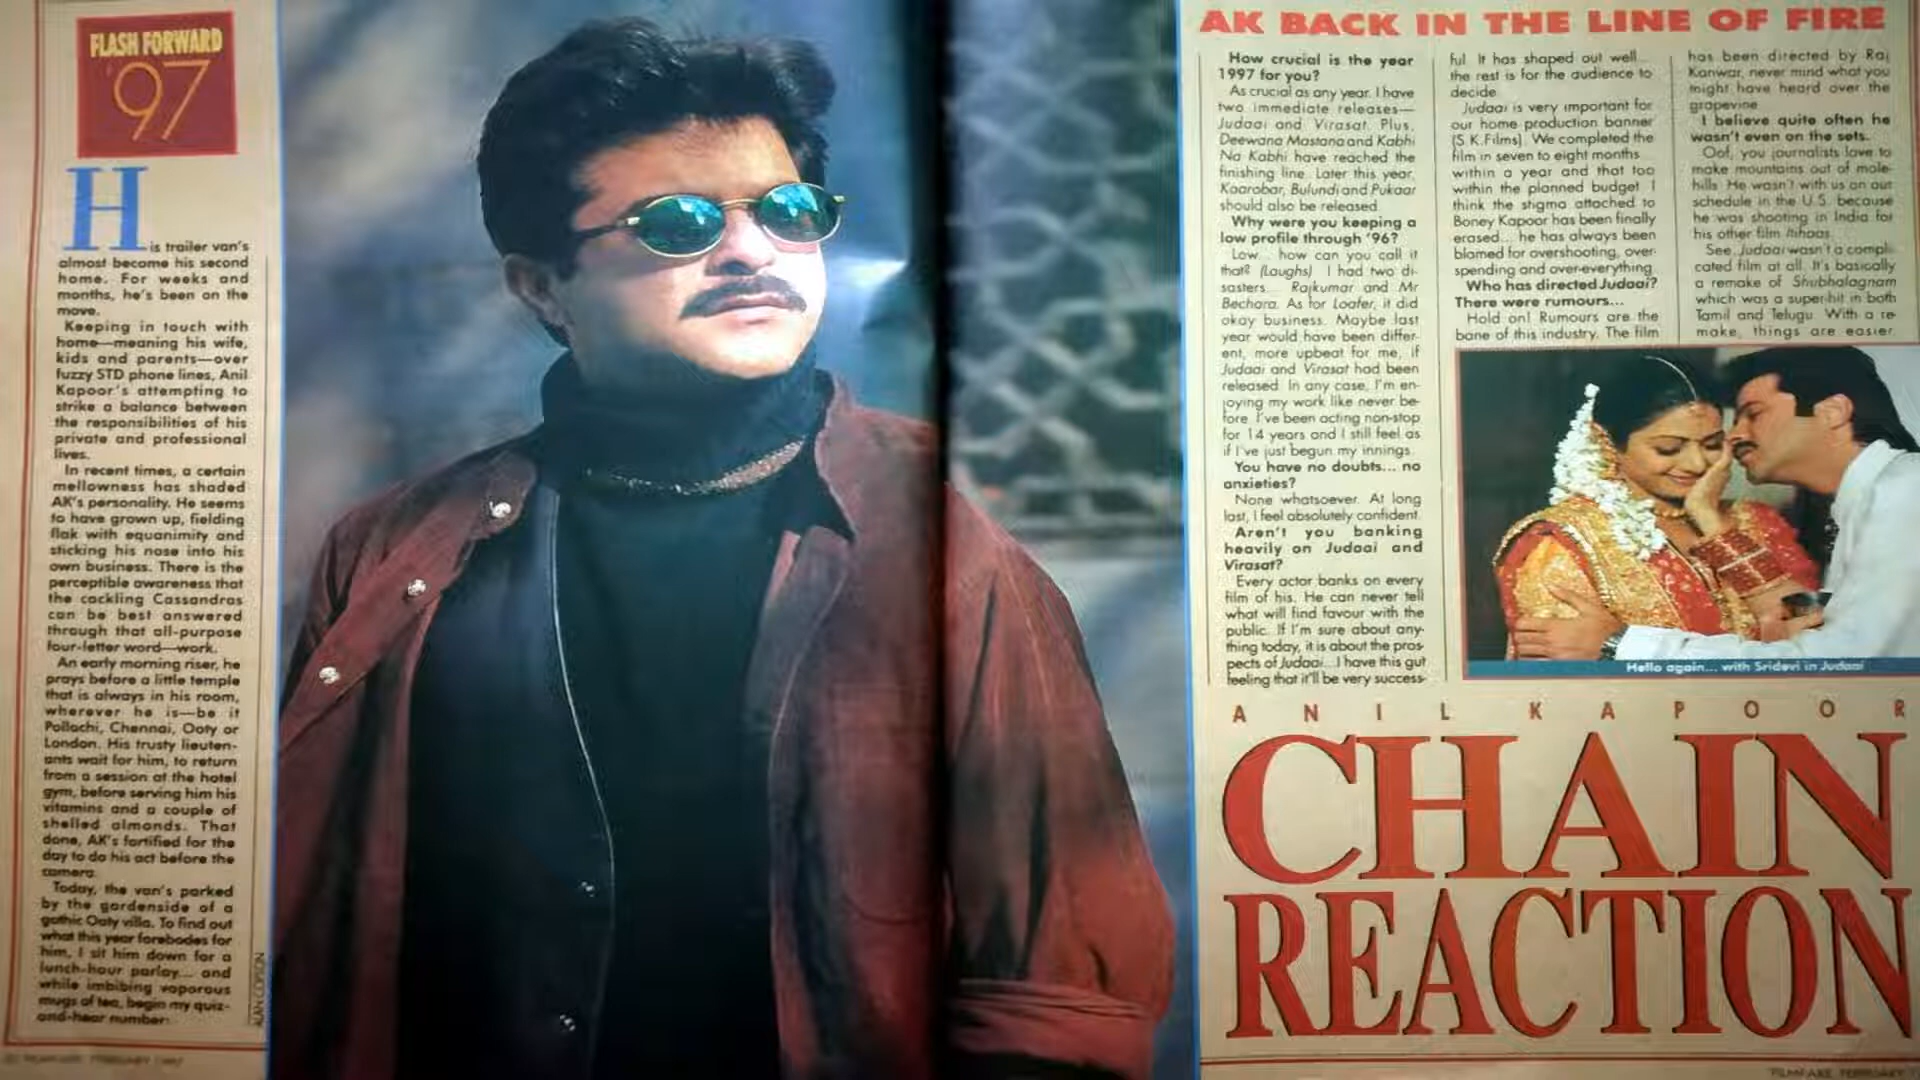 FLASH FORWARD
'97
His trailer van's
almost become his second
home. For weeks and
months, he's been on the
move.
Keeping in touch with
home—meaning his wife,
kids and parents—over
fuzzy STD phone lines, Anil
Kapoor's attempting to
strike a balance between
the responsibilities of his
private and professional
lives.
In recent times, a certain
mellowness has shaded
AK's personality. He seems
to have grown up, fielding
flak with equanimity and
sticking his nose into his
own business. There is the
perceptible awareness that
the cackling Cassandras
can be best answered
through that all-purpose
four-letter word—work.
An early morning riser, he
prays before a little temple
that is always in his room,
wherever he is—be it
Pollachi, Chennai, Ooty or
London. His trusty lieuten-
ants wait for him, to return
from a session at the hotel
gym, before serving him his
vitamins and a couple of
shelled almonds. That
done, AK's fortified for the
day to do his act before the
camera.
Today, the van's parked
by the gardenside of a
gothic Ooty villa. To find out
what this year forebodes for
him, I sit him down for a
lunch-hour parley... and
while imbibing vaporous
mugs of tea, begin my quiz-
and-hear number:
ALAN COPSON
FILMFARE FEBRUARY 1997
AK BACK IN THE LINE OF FIRE
How crucial is the year
1997 for you?
As crucial as any year. I have
two immediate releases—
Judaai and Virasat. Plus,
Deewana Mastana and Kabhi
Na Kabhi have reached the
finishing line. Later this year,
Kaarobar, Bulundi and Pukaar
should also be released.
Why were you keeping a
low profile through '96?
Low... how can you call it
that? (Laughs) I had two di-
sasters... Rajkumar and Mr
Bechara. As for Loafer, it did
okay business. Maybe last
year would have been differ-
ent, more upbeat for me, if
Judaai and Virasat had been
released. In any case, I'm en-
joying my work like never be-
fore. I've been acting non-stop
for 14 years and I still feel as
if I've just begun my innings.
You have no doubts... no
anxieties?
None whatsoever. At long
last, I feel absolutely confident.
Aren't you banking
heavily on Judaai and
Virasat?
Every actor banks on every
film of his. He can never tell
what will find favour with the
public. If I'm sure about any-
thing today, it is about the pros-
pects of Judaai... I have this gut
feeling that it'll be very success-
ful. It has shaped out well...
the rest is for the audience to
decide.
Judaai is very important for
our home production banner
(S.K.Films). We completed the
film in seven to eight months
within a year and that too
within the planned budget. I
think the stigma attached to
Boney Kapoor has been finally
erased... he has always been
blamed for overshooting, over-
spending and over-everything.
Who has directed Judaai?
There were rumours...
Hold on! Rumours are the
bane of this industry. The film
has been directed by Raj
Kanwar, never mind what you
might have heard over the
grapevine.
I believe quite often he
wasn't even on the sets.
Oof, you journalists love to
make mountains out of mole-
hills. He wasn't with us on our
schedule in the U.S. because
he was shooting in India for
his other film Itihaas.
See, Judaai wasn't a compli-
cated film at all. It's basically
a remake of Shubhalagnam
which was a super-hit in both
Tamil and Telugu. With a re-
make, things are easier.
Hello again... with Sridevi in Judaai
ANIL KAPOOR
CHAIN
REACTION
FILMFARE FEBRUARY